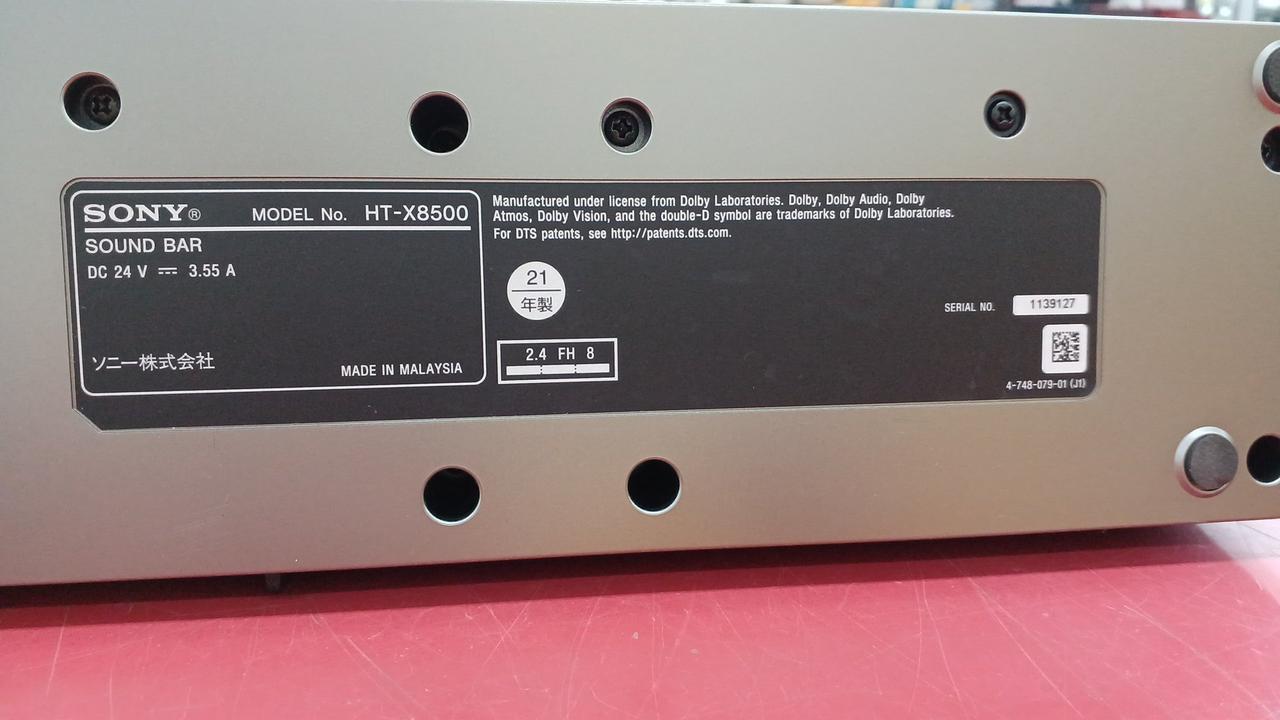 SONY® MODEL No. HT-X8500
SOUND BAR
DC 24 V ⎓ 3.55 A
ソニー株式会社
MADE IN MALAYSIA
Manufactured under license from Dolby Laboratories. Dolby, Dolby Audio, Dolby
Atmos, Dolby Vision, and the double-D symbol are trademarks of Dolby Laboratories.
For DTS patents, see http://patents.dts.com.
21
年製
2.4 FH 8
SERIAL NO. 1139127
4-748-079-01 (J1)